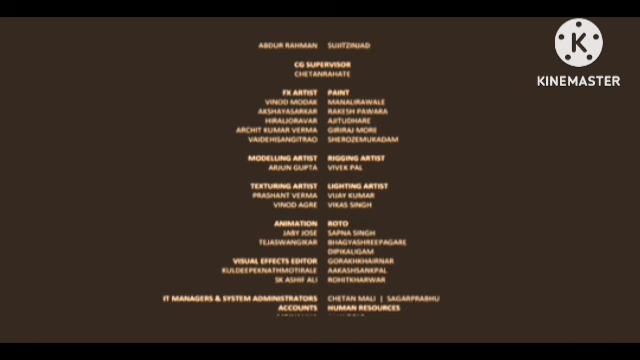 ABDUR RAHMAN SUJITZINJAD
CG SUPERVISOR
CHETANRAHATE
FX ARTIST PAINT
VINOD MODAK MANALIRAWALE
AKSHAYASARKAR RAKESH PAWARA
HIRALJORAVAR AJITUDHARE
ARCHIT KUMAR VERMA GIRIRAJ MORE
VAIDEHISANGITRAO SHEROZEMUKADAM
MODELLING ARTIST RIGGING ARTIST
ARJUN GUPTA VIVEK PAL
TEXTURING ARTIST LIGHTING ARTIST
PRASHANT VERMA VIJAY KUMAR
VINOD AGRE VIKAS SINGH
ANIMATION ROTO
JABY JOSE SAPNA SINGH
TEJASWANGIKAR BHAGYASHREEPAGARE
DIPIKALIGAM
VISUAL EFFECTS EDITOR GORAKHKHAIRNAR
KULDEEPEKNATHMOTIRALE AAKASHSANKPAL
SK ASHIF ALI ROHITKHARWAR
IT MANAGERS & SYSTEM ADMINISTRATORS CHETAN MALI | SAGARPRABHU
ACCOUNTS HUMAN RESOURCES
KINEMASTER